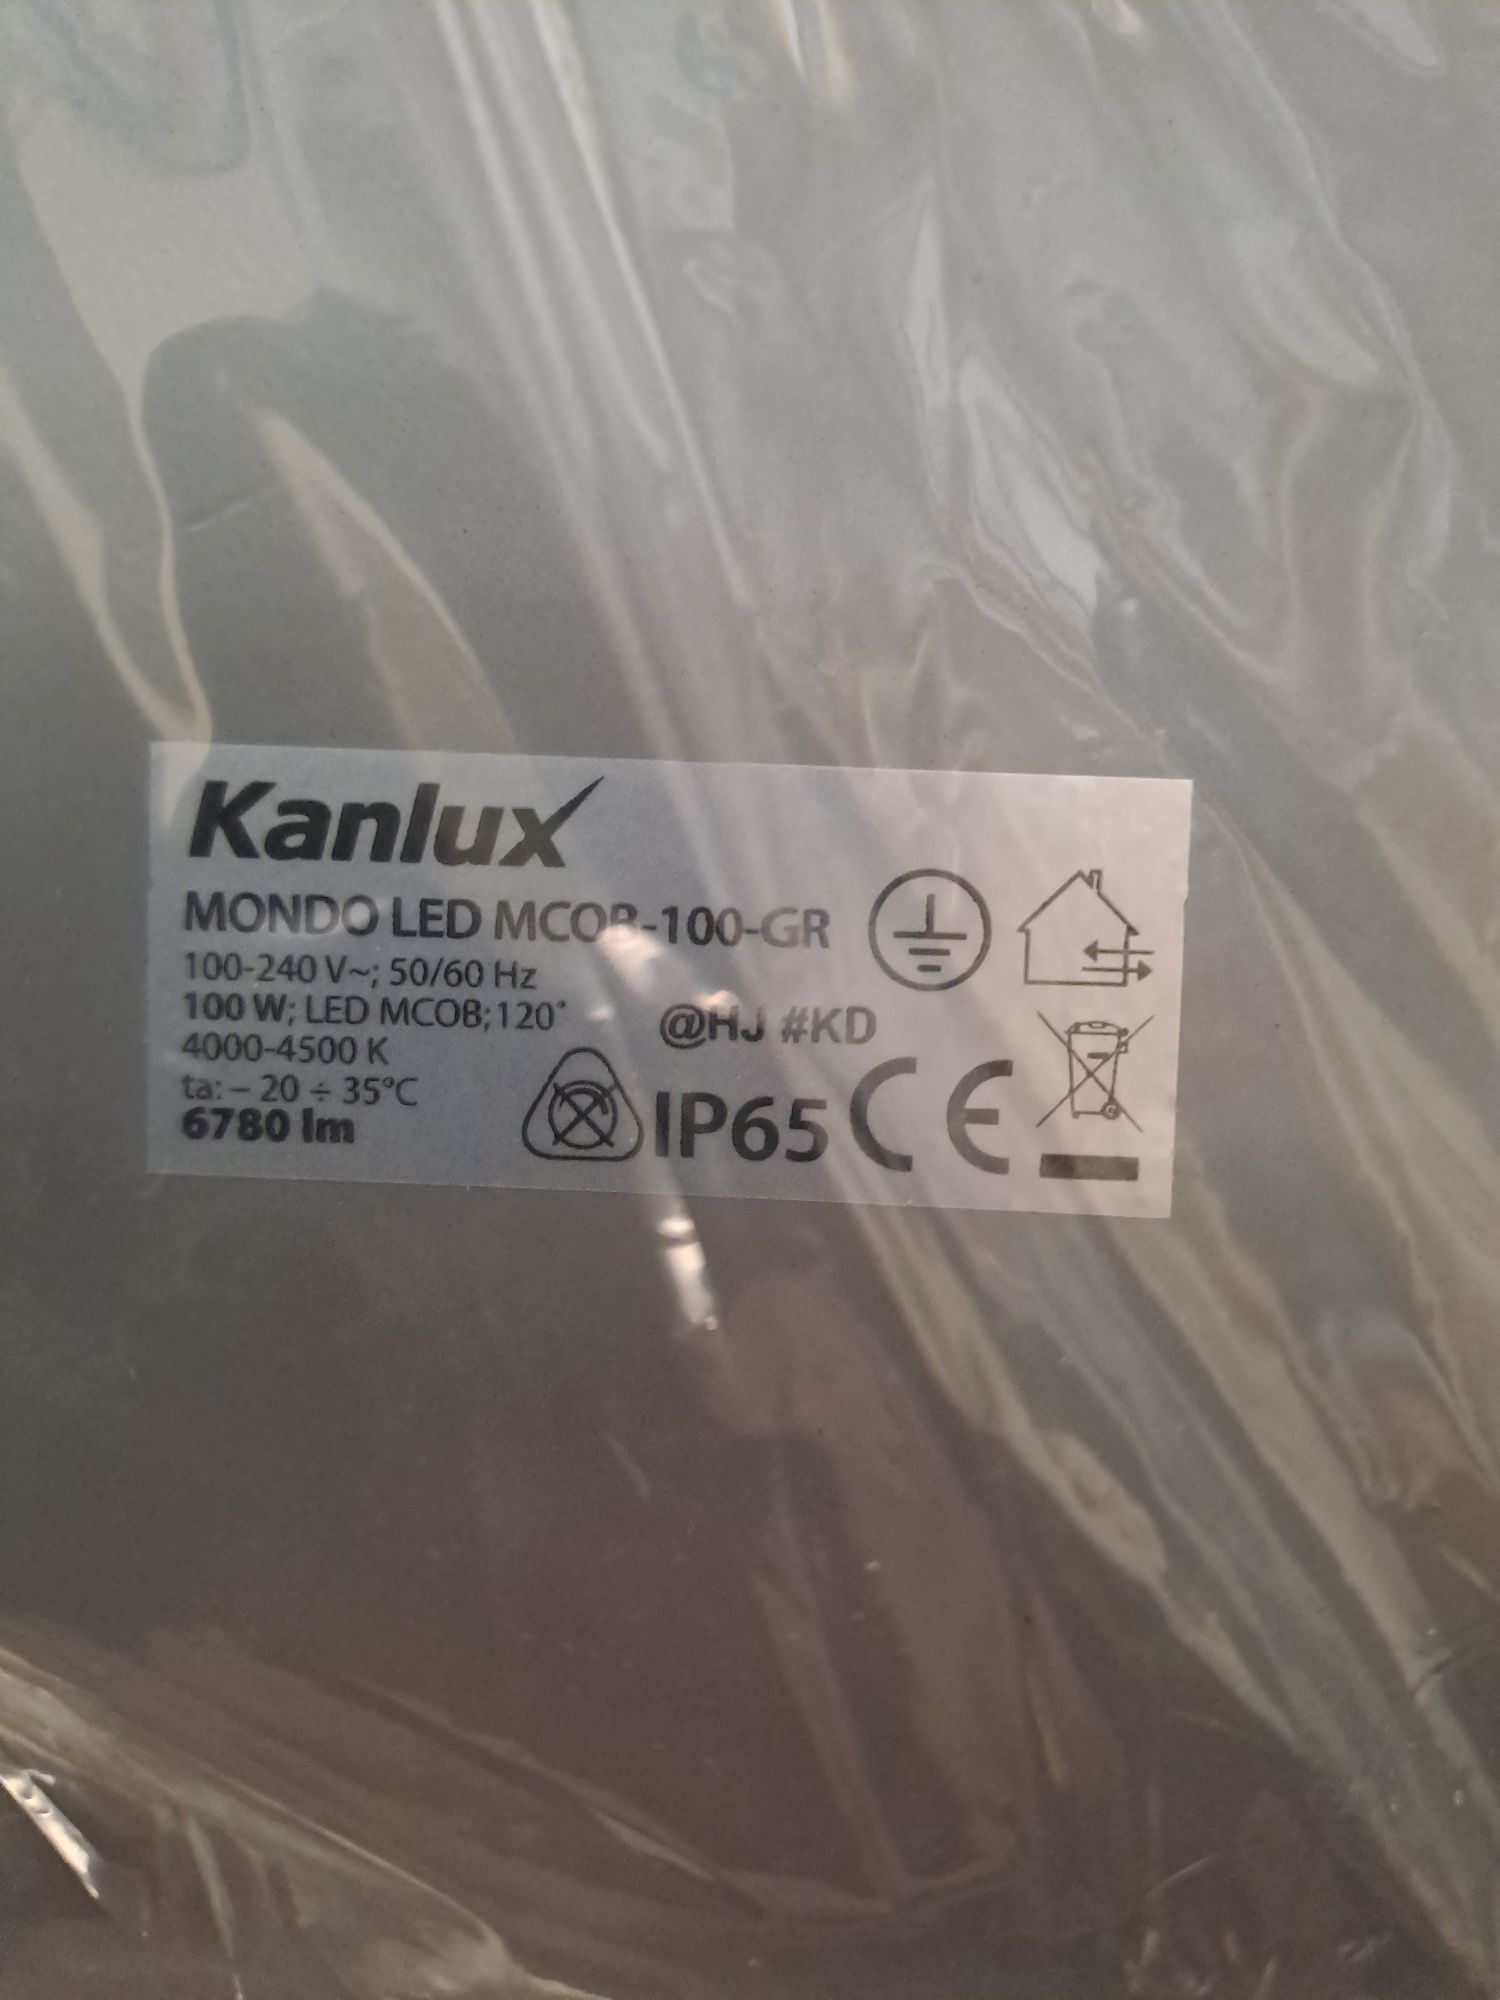 Kanlux
MONDO LED MCOB-100-GR
100-240 V~; 50/60 Hz
100 W; LED MCOB; 120°
@HJ #KD
4000-4500 K
ta: – 20 ÷ 35°C
6780 lm
IP65 CE